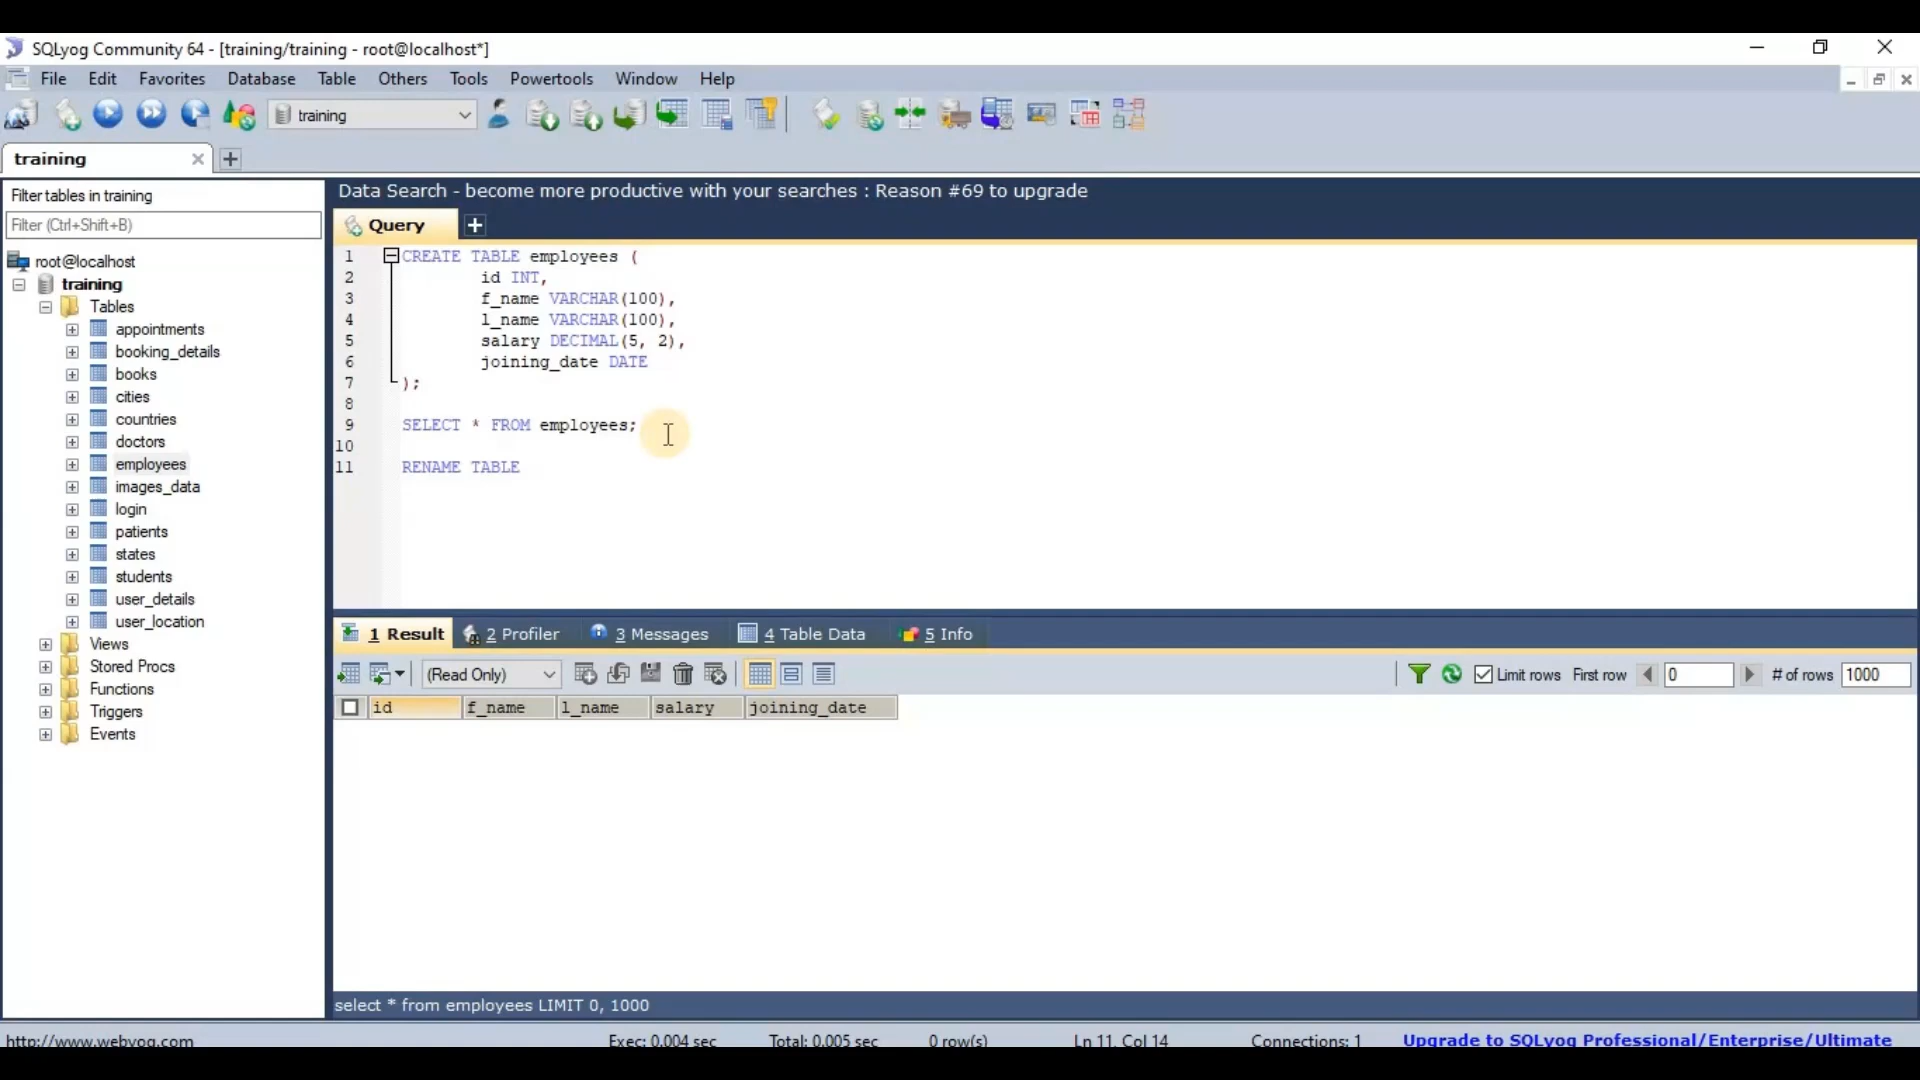 SQLyog Community 64 - [training/training - root@localhost*]
File Edit Favorites Database Table Others Tools Powertools Window Help
training
training
Filter tables in training
Filter (Ctrl+Shift+B)
root@localhost
training
Tables
appointments
booking_details
books
cities
countries
doctors
employees
images_data
login
patients
states
students
user_details
user_location
Views
Stored Procs
Functions
Triggers
Events
Data Search - become more productive with your searches : Reason #69 to upgrade
Query
1 CREATE TABLE employees (
2 id INT,
3 f_name VARCHAR(100),
4 l_name VARCHAR(100),
5 salary DECIMAL(5, 2),
6 joining_date DATE
7 );
8
9 SELECT * FROM employees;
10
11 RENAME TABLE
1 Result 2 Profiler 3 Messages 4 Table Data 5 Info
(Read Only) Limit rows First row 0 # of rows 1000
id f_name l_name salary joining_date
select * from employees LIMIT 0, 1000
http://www.webyog.com Exec: 0.004 sec Total: 0.005 sec 0 row(s) Ln 11, Col 14 Connections: 1 Upgrade to SQLyog Professional/Enterprise/Ultimate